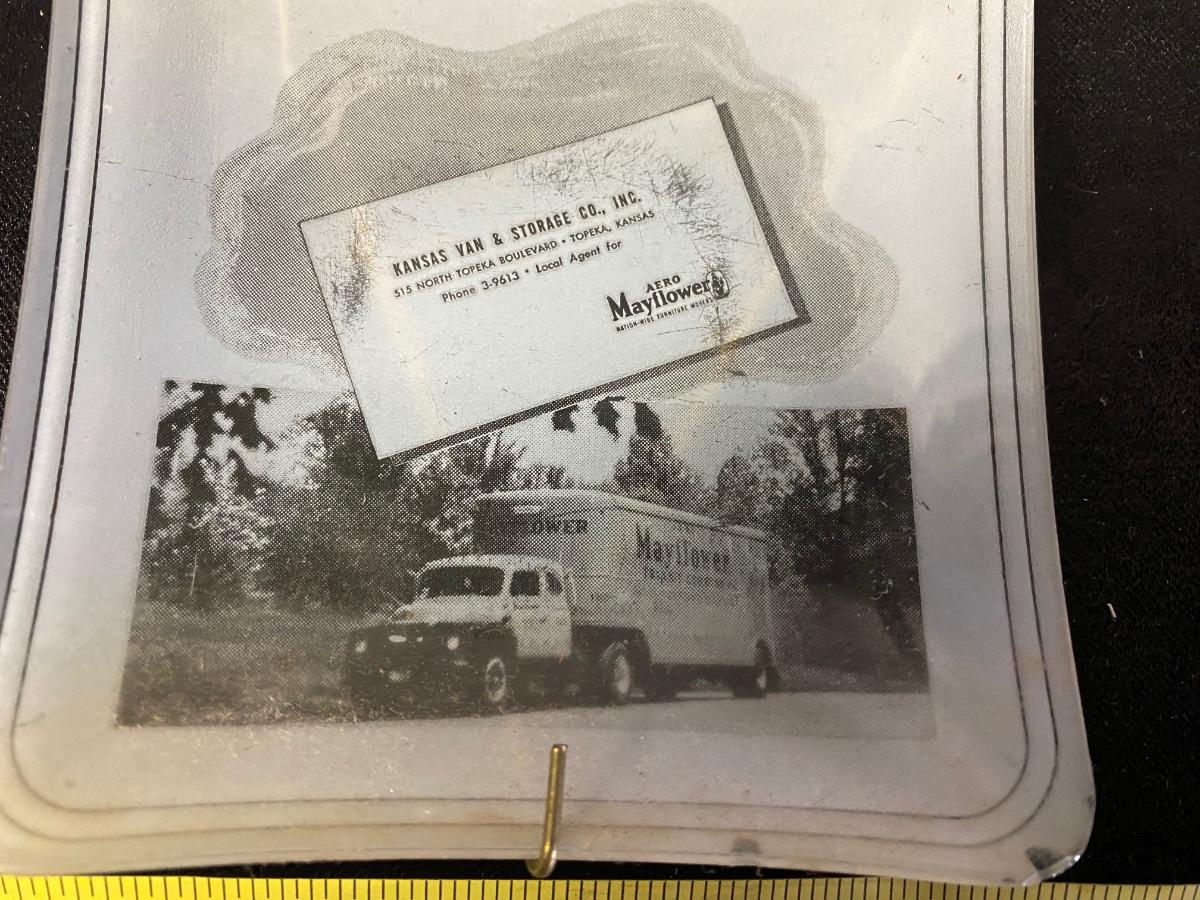 KANSAS VAN & STORAGE CO., INC.
515 NORTH TOPEKA BOULEVARD • TOPEKA, KANSAS
Phone 3-9613 • Local Agent for
AERO
Mayflower
NATION-WIDE FURNITURE MOVERS
Mayflower